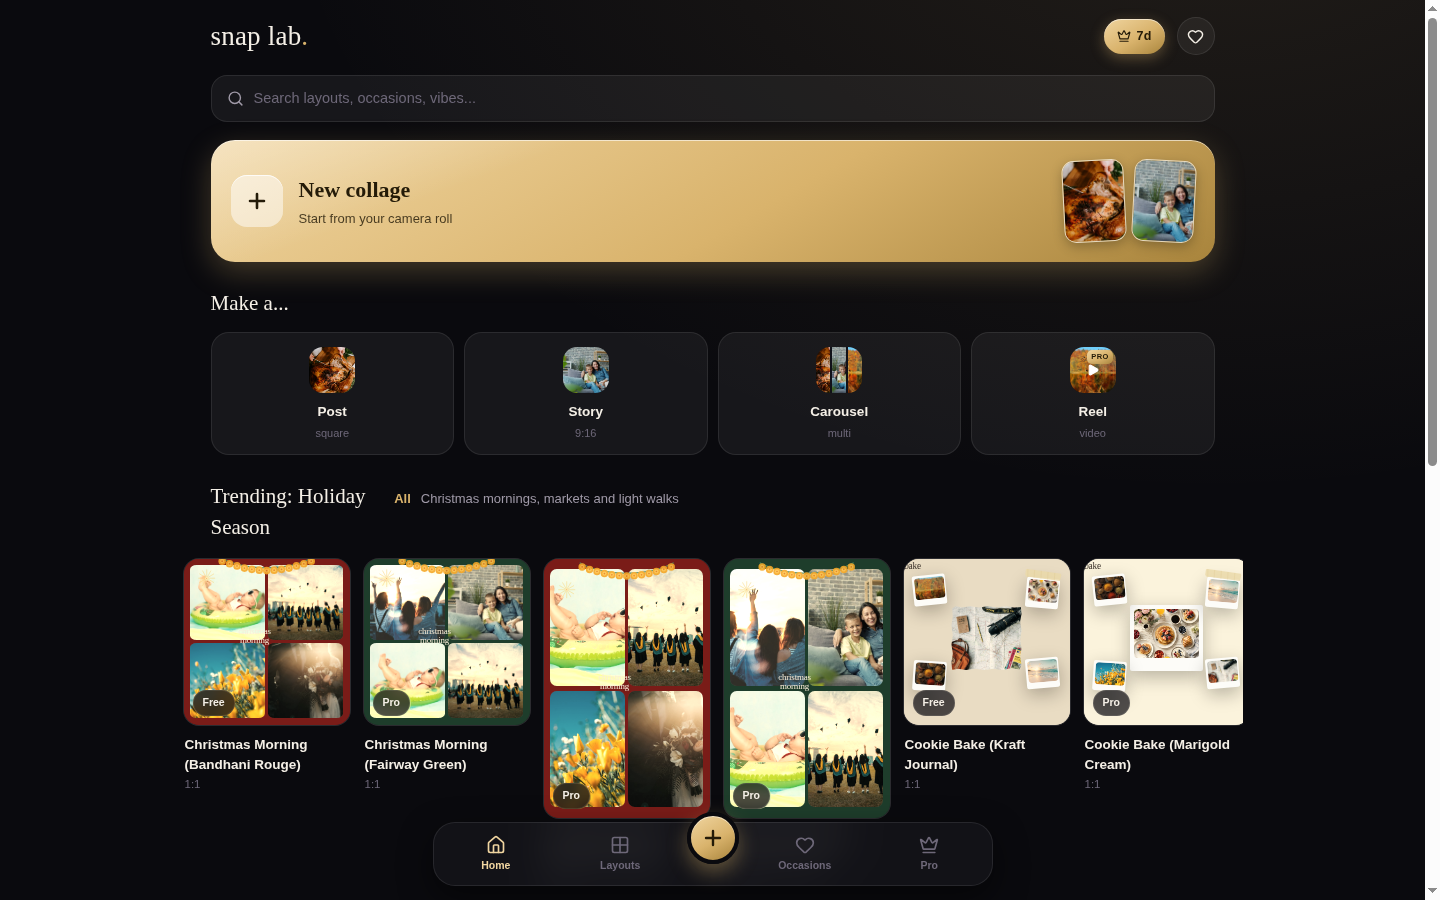 snap lab.
7d
Search layouts, occasions, vibes...
New collage
Start from your camera roll
Make a...
PRO
Post
Story
Carousel
Reel
square
9:16
multi
video
Trending: Holiday
Season
All Christmas mornings, markets and light walks
christmas
morning
christmas
morning
christmas
morning
bake
bake
Free
Pro
Pro
Pro
Free
Pro
Christmas Morning
(Bandhani Rouge)
1:1
Christmas Morning
(Fairway Green)
1:1
Cookie Bake (Kraft
Journal)
1:1
Cookie Bake (Marigold
Cream)
1:1
Home
Layouts
Occasions
Pro